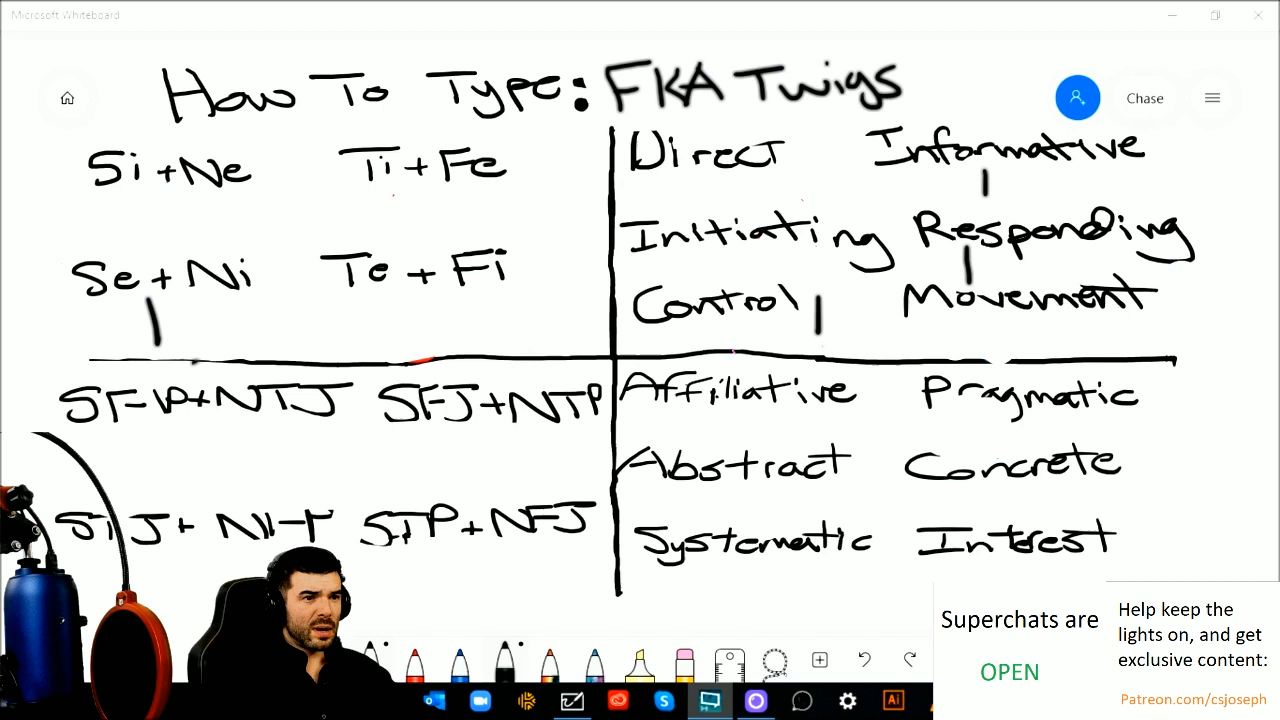 Microsoft Whiteboard
How To Type: FKA Twigs
Chase
Si + Ne Ti + Fe
Direct Informative
Se + Ni Te + Fi
Initiating Responding
Control Movement
SFP + NTJ SFJ + NTP
Affiliative Pragmatic
STJ + NFP STP + NFJ
Abstract Concrete
Systematic Interest
Superchats are
OPEN
Help keep the
lights on, and get
exclusive content:
Patreon.com/csjoseph
Ai